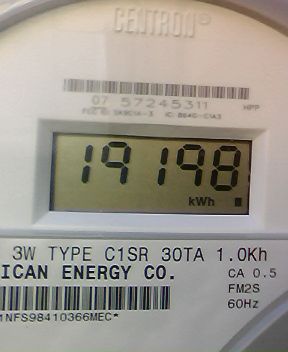 CENTRON®
07 57245311
HPP
19198
kWh
3W TYPE C1SR 30TA 1.0Kh
ICAN ENERGY CO.
CA 0.5
FM2S
60Hz
1NFS98410366MEC*